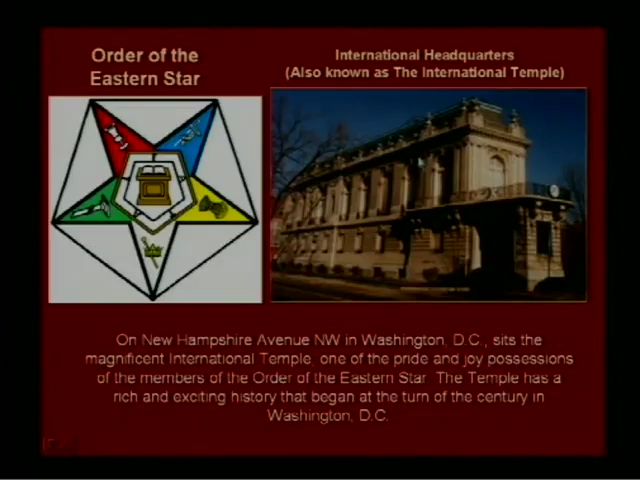 Order of the
Eastern Star
International Headquarters
(Also known as The International Temple)
On New Hampshire Avenue NW in Washington, D.C., sits the
magnificent International Temple, one of the pride and joy possessions
of the members of the Order of the Eastern Star. The Temple has a
rich and exciting history that began at the turn of the century in
Washington, D.C.